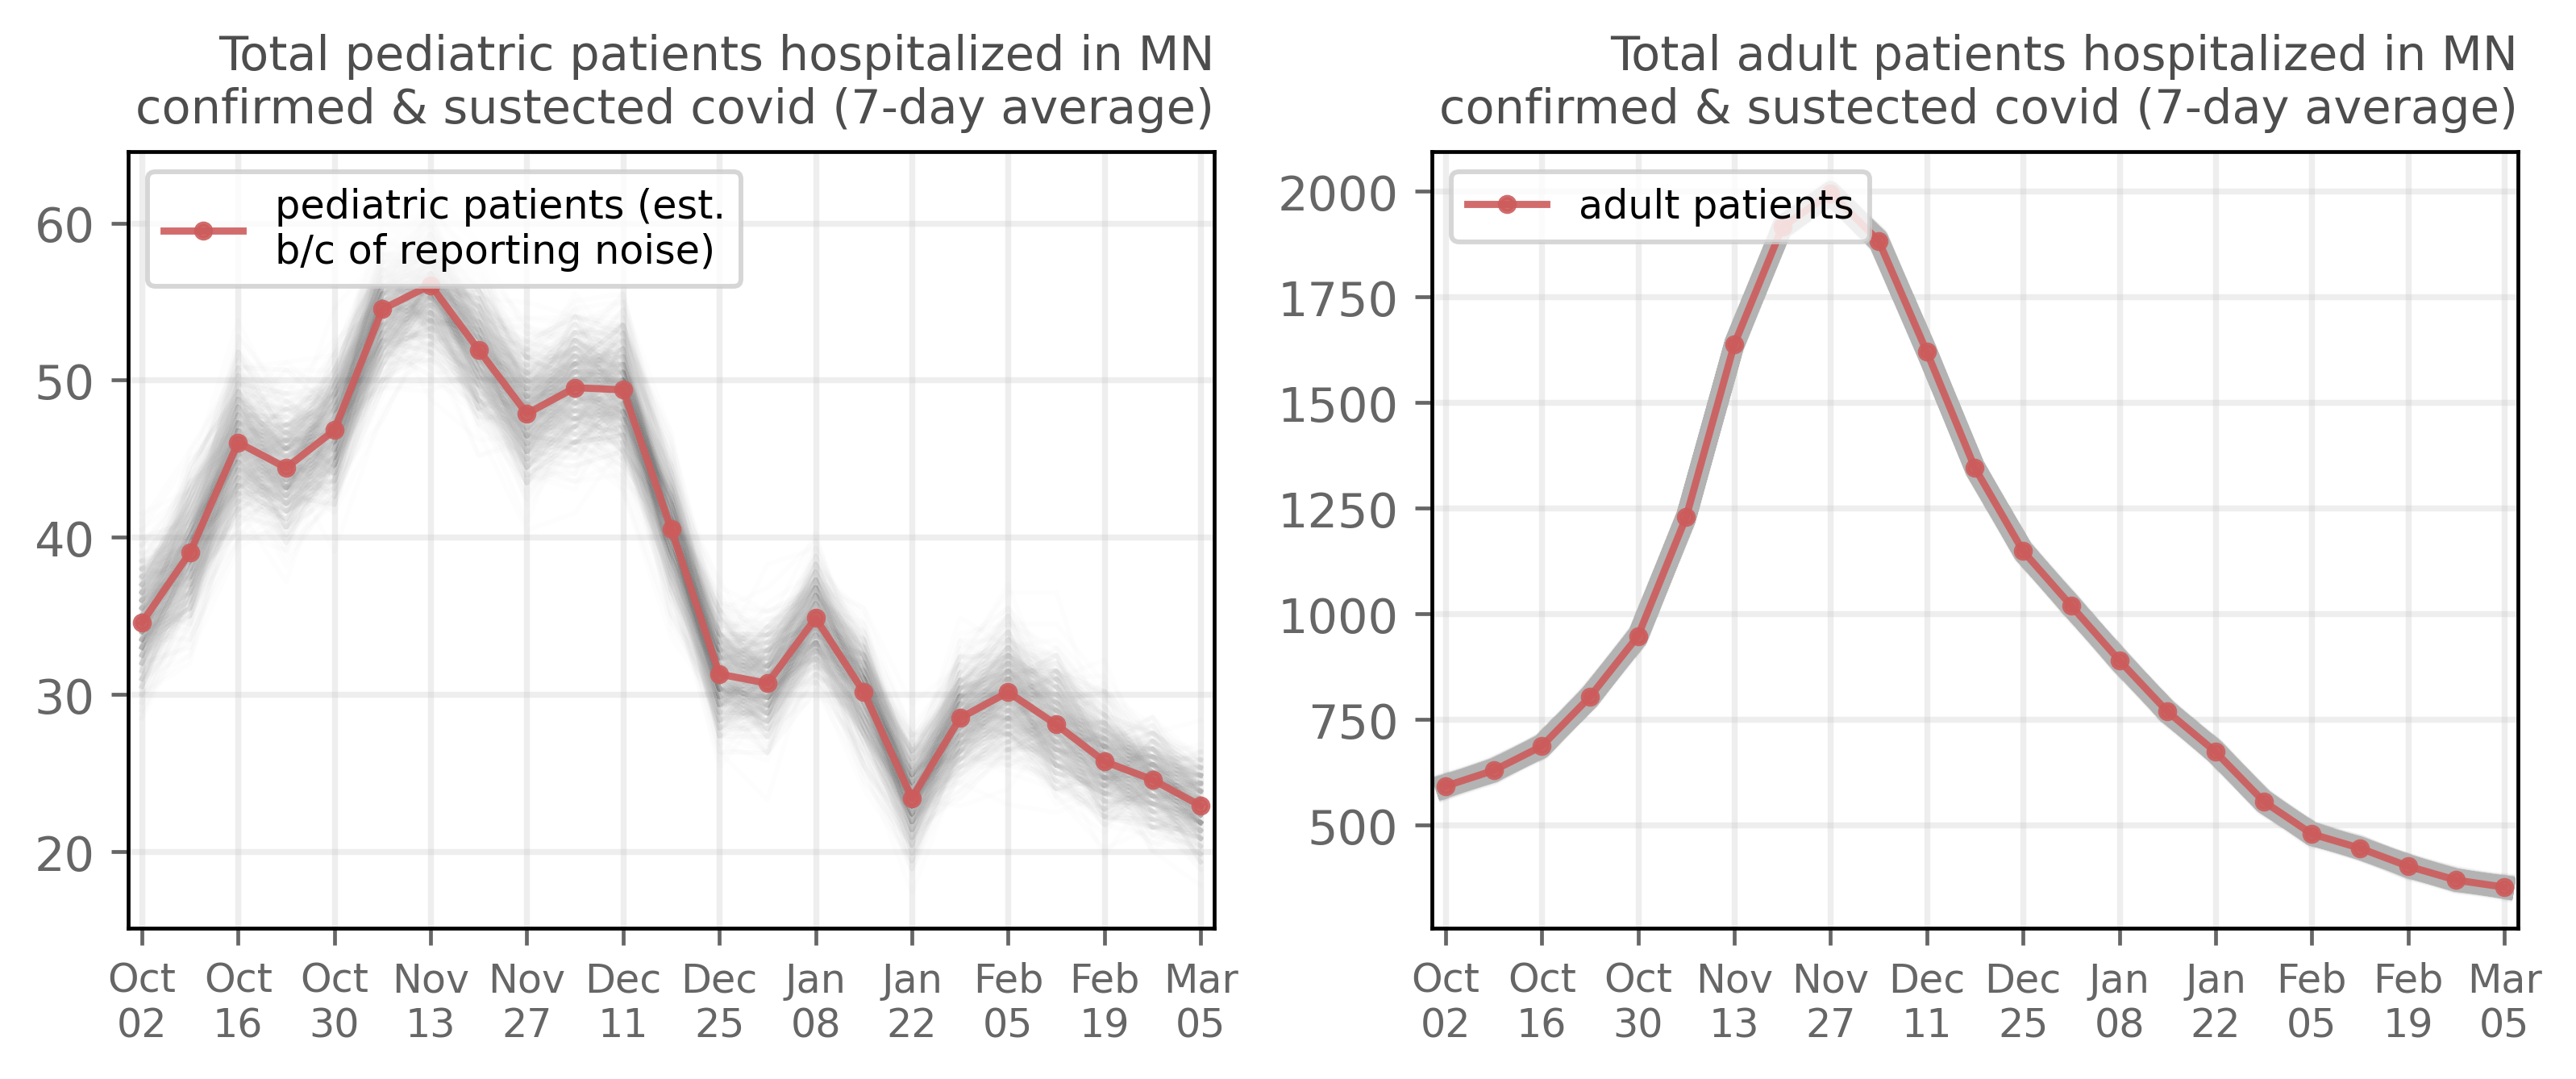 Total pediatric patients hospitalized in MN
confirmed & sustected covid (7-day average)
pediatric patients (est.
b/c of reporting noise)
60
50
40
30
20
Oct Oct Oct Nov Nov Dec Dec Jan Jan Feb Feb Mar
02 16 30 13 27 11 25 08 22 05 19 05
Total adult patients hospitalized in MN
confirmed & sustected covid (7-day average)
adult patients
2000
1750
1500
1250
1000
750
500
Oct Oct Oct Nov Nov Dec Dec Jan Jan Feb Feb Mar
02 16 30 13 27 11 25 08 22 05 19 05